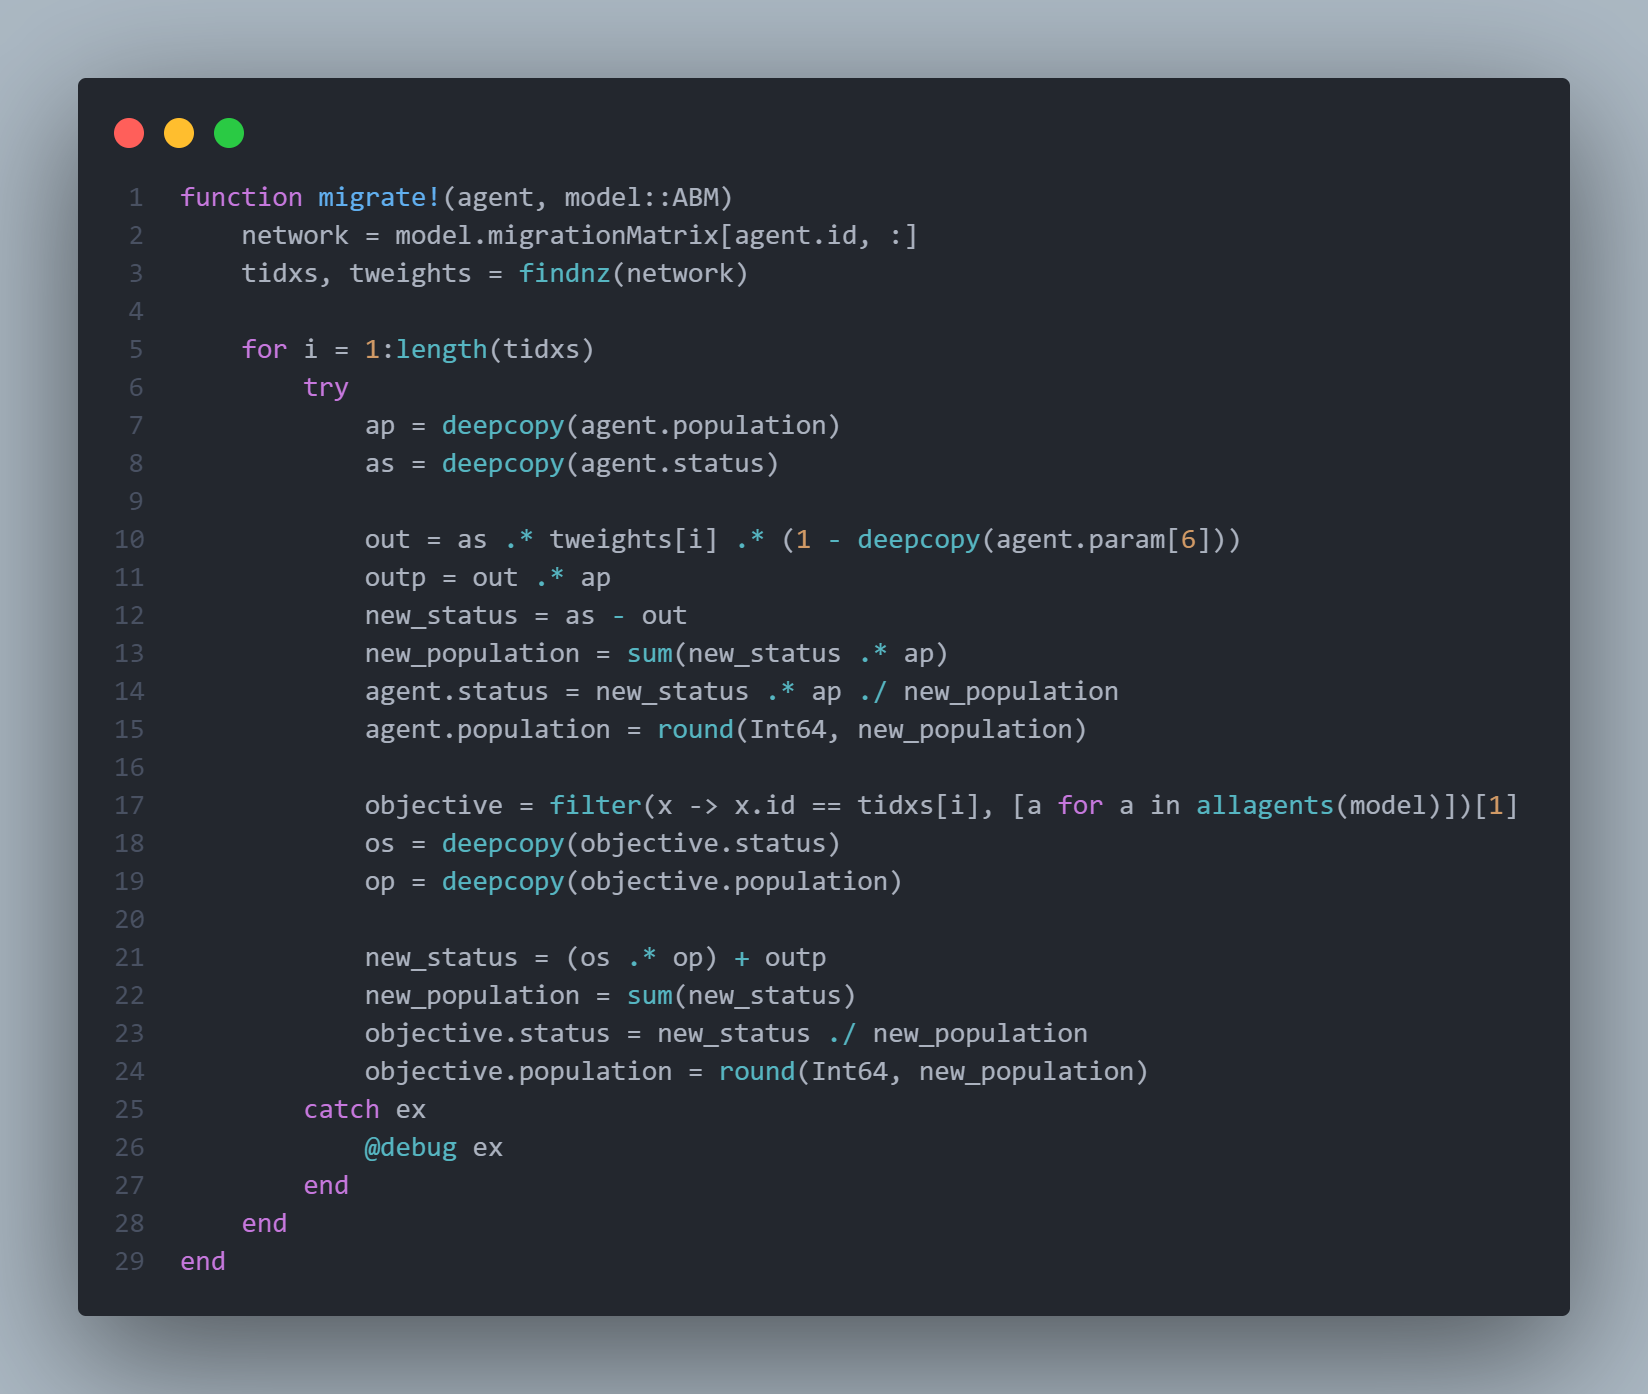 1 function migrate!(agent, model::ABM)
2 network = model.migrationMatrix[agent.id, :]
3 tidxs, tweights = findnz(network)
4
5 for i = 1:length(tidxs)
6 try
7 ap = deepcopy(agent.population)
8 as = deepcopy(agent.status)
9
10 out = as .* tweights[i] .* (1 - deepcopy(agent.param[6]))
11 outp = out .* ap
12 new_status = as - out
13 new_population = sum(new_status .* ap)
14 agent.status = new_status .* ap ./ new_population
15 agent.population = round(Int64, new_population)
16
17 objective = filter(x -> x.id == tidxs[i], [a for a in allagents(model)])[1]
18 os = deepcopy(objective.status)
19 op = deepcopy(objective.population)
20
21 new_status = (os .* op) + outp
22 new_population = sum(new_status)
23 objective.status = new_status ./ new_population
24 objective.population = round(Int64, new_population)
25 catch ex
26 @debug ex
27 end
28 end
29 end